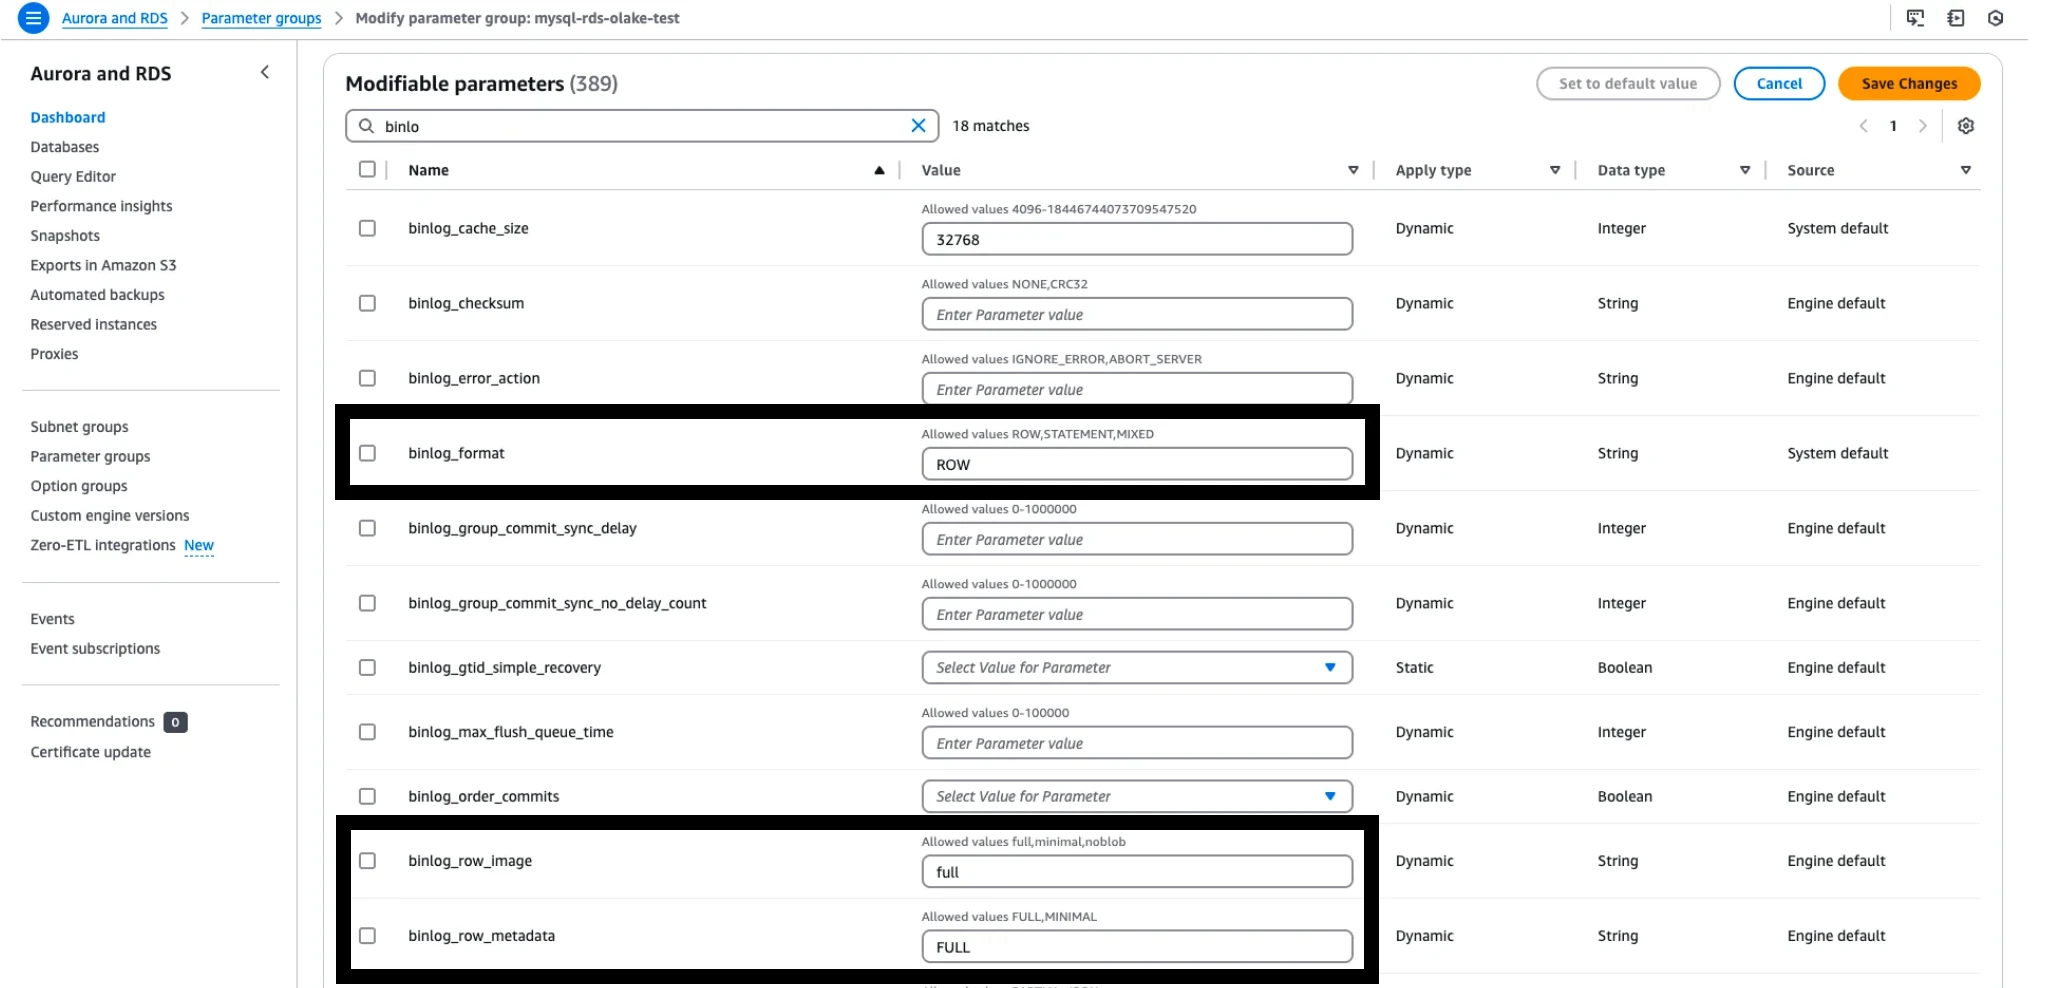 Aurora and RDS > Parameter groups > Modify parameter group: mysql-rds-olake-test
Aurora and RDS
Dashboard
Databases
Query Editor
Performance insights
Snapshots
Exports in Amazon S3
Automated backups
Reserved instances
Proxies
Subnet groups
Parameter groups
Option groups
Custom engine versions
Zero-ETL integrations New
Events
Event subscriptions
Recommendations 0
Certificate update
Modifiable parameters (389)
Set to default value Cancel Save Changes
binlo 18 matches 1
Name Value Apply type Data type Source
Allowed values 4096-18446744073709547520
binlog_cache_size 32768 Dynamic Integer System default
Allowed values NONE,CRC32
binlog_checksum Enter Parameter value Dynamic String Engine default
Allowed values IGNORE_ERROR,ABORT_SERVER
binlog_error_action Enter Parameter value Dynamic String Engine default
Allowed values ROW,STATEMENT,MIXED
binlog_format ROW Dynamic String System default
Allowed values 0-1000000
binlog_group_commit_sync_delay Enter Parameter value Dynamic Integer Engine default
Allowed values 0-1000000
binlog_group_commit_sync_no_delay_count Enter Parameter value Dynamic Integer Engine default
binlog_gtid_simple_recovery Select Value for Parameter Static Boolean Engine default
Allowed values 0-100000
binlog_max_flush_queue_time Enter Parameter value Dynamic Integer Engine default
binlog_order_commits Select Value for Parameter Dynamic Boolean Engine default
Allowed values full,minimal,noblob
binlog_row_image full Dynamic String Engine default
Allowed values FULL,MINIMAL
binlog_row_metadata FULL Dynamic String Engine default